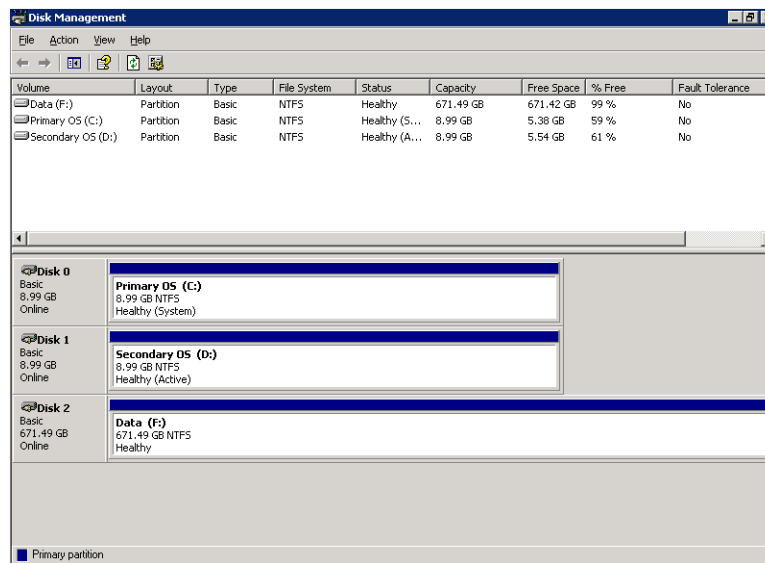 Disk Management
File Action View Help
Volume Layout Type File System Status Capacity Free Space % Free Fault Tolerance
Data (F:) Partition Basic NTFS Healthy 671.49 GB 671.42 GB 99 % No
Primary OS (C:) Partition Basic NTFS Healthy (S... 8.99 GB 5.38 GB 59 % No
Secondary OS (D:) Partition Basic NTFS Healthy (A... 8.99 GB 5.54 GB 61 % No
Disk 0
Basic
8.99 GB
Online
Primary OS (C:)
8.99 GB NTFS
Healthy (System)
Disk 1
Basic
8.99 GB
Online
Secondary OS (D:)
8.99 GB NTFS
Healthy (Active)
Disk 2
Basic
671.49 GB
Online
Data (F:)
671.49 GB NTFS
Healthy
Primary partition